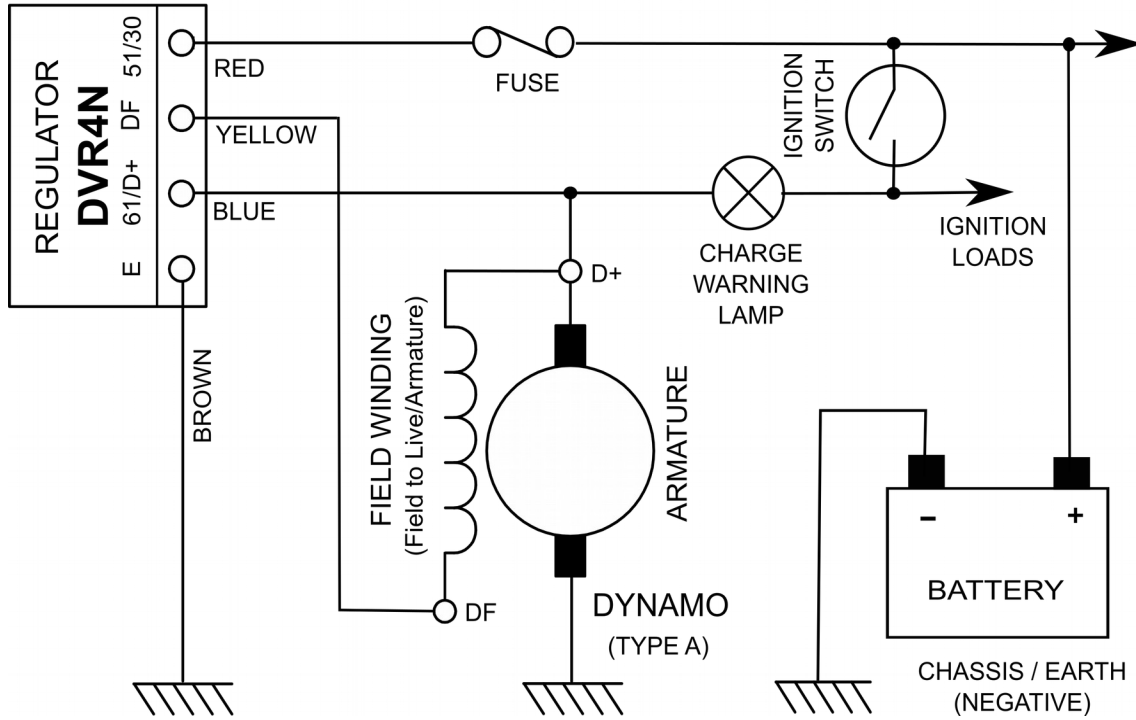 REGULATOR
DVR4N
51/30
DF
61/D+
E
RED
YELLOW
BLUE
BROWN
FUSE
IGNITION
SWITCH
IGNITION
LOADS
CHARGE
WARNING
LAMP
D+
FIELD WINDING
(Field to Live/Armature)
ARMATURE
DF
DYNAMO
(TYPE A)
–
+
BATTERY
CHASSIS / EARTH
(NEGATIVE)